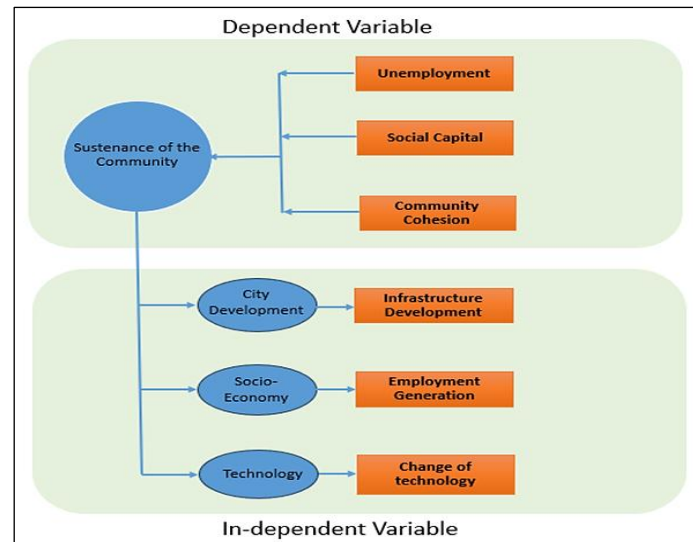 Dependent Variable
Unemployment
Sustenance of the
Community
Social Capital
Community
Cohesion
City
Development
Infrastructure
Development
Socio-
Economy
Employment
Generation
Technology
Change of
technology
In-dependent Variable